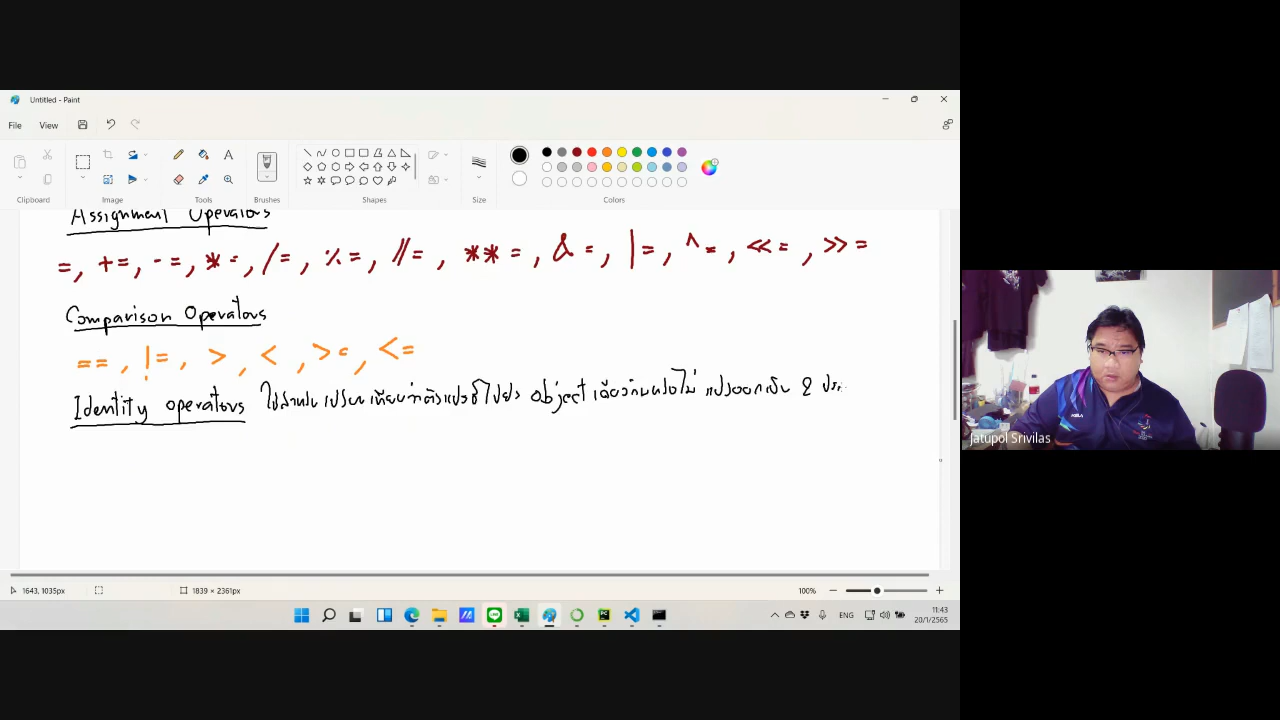 Untitled - Paint
File View
Clipboard Image Tools Brushes Shapes Size Colors
Assignment Operators
=, +=, -=, *=, /=, %=, //=, **=, &=, |=, ^=, <<=, >>=
Comparison Operators
==, !=, >, <, >=, <=
Identity operators ใช้สำหรับเปรียบเทียบว่าตัวแปรชี้ไปยัง object เดียวกันหรือไม่ แบ่งออกเป็น 2 ประ
Jatupol Srivilas
1643, 1035px 1839 × 2361px 100%
ENG 11:43
20/1/2565